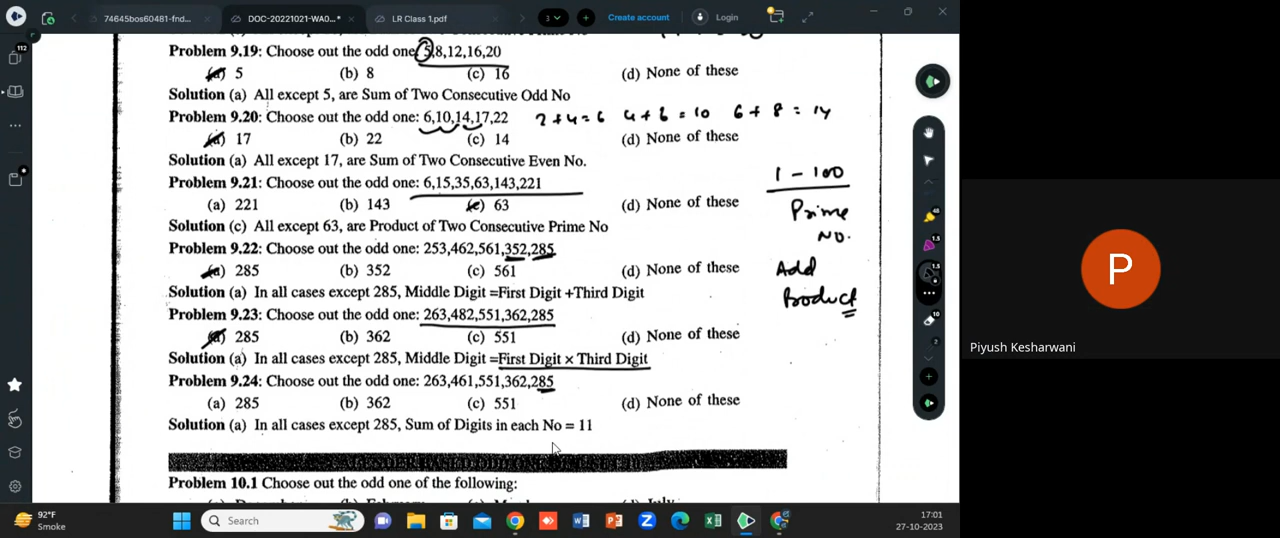 74645bos60481-fnd...
DOC-20221021-WA0...*
LR Class 1.pdf
3
Create account
Login
112
Problem 9.19: Choose out the odd one: 5,8,12,16,20
(a) 5 (b) 8 (c) 16 (d) None of these
Solution (a) All except 5, are Sum of Two Consecutive Odd No
Problem 9.20: Choose out the odd one: 6,10,14,17,22 2+4=6 4+6=10 6+8=14
(a) 17 (b) 22 (c) 14 (d) None of these
Solution (a) All except 17, are Sum of Two Consecutive Even No.
Problem 9.21: Choose out the odd one: 6,15,35,63,143,221
1 - 100
(a) 221 (b) 143 (c) 63 (d) None of these
Prime
No.
Solution (c) All except 63, are Product of Two Consecutive Prime No
Problem 9.22: Choose out the odd one: 253,462,561,352,285
(a) 285 (b) 352 (c) 561 (d) None of these
Add
Product
Solution (a) In all cases except 285, Middle Digit =First Digit +Third Digit
Problem 9.23: Choose out the odd one: 263,482,551,362,285
(a) 285 (b) 362 (c) 551 (d) None of these
Solution (a) In all cases except 285, Middle Digit =First Digit × Third Digit
Problem 9.24: Choose out the odd one: 263,461,551,362,285
(a) 285 (b) 362 (c) 551 (d) None of these
Solution (a) In all cases except 285, Sum of Digits in each No = 11
Problem 10.1 Choose out the odd one of the following:
P
Piyush Kesharwani
92°F
Smoke
Search
17:01
27-10-2023